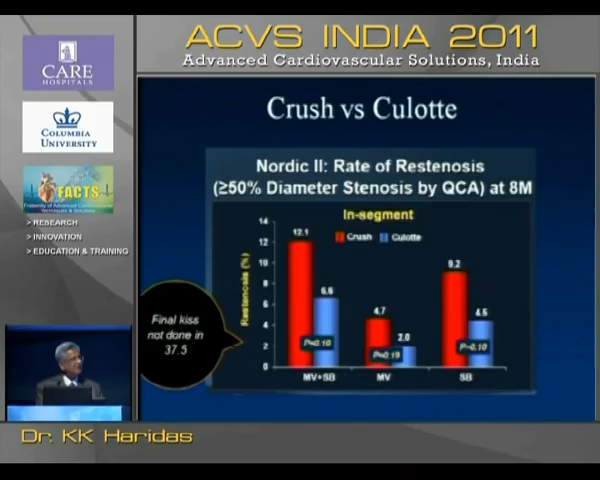 ACVS INDIA 2011
Advanced Cardiovascular Solutions, India
CARE
HOSPITALS
COLUMBIA
UNIVERSITY
FACTS
> RESEARCH
> INNOVATION
> EDUCATION & TRAINING
Crush vs Culotte
Nordic II: Rate of Restenosis
(≥50% Diameter Stenosis by QCA) at 8M
In-segment
Crush Culotte
Restenosis (%)
14
12
10
8
6
4
2
0
12.1
6.6
4.7
2.0
9.2
4.5
P=0.10
P=0.19
P=0.10
MV+SB MV SB
Final kiss
not done in
37.5
Dr. KK Haridas